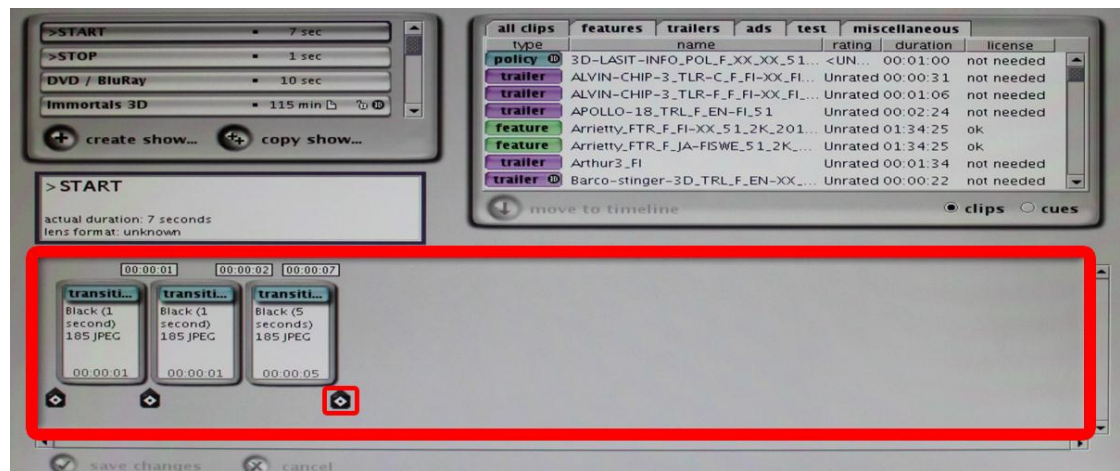 >START 7 sec
>STOP 1 sec
DVD / BluRay 10 sec
Immortals 3D 115 min 3D
create show... copy show...
>START
actual duration: 7 seconds
lens format: unknown
all clips features trailers ads test miscellaneous
type name rating duration license
policy 3D 3D-LASIT-INFO_POL_F_XX_XX_51... <UN... 00:01:00 not needed
trailer ALVIN-CHIP-3_TLR-C_F_FI-XX_FI... Unrated 00:00:31 not needed
trailer ALVIN-CHIP-3_TLR-F_F_FI-XX_FI_... Unrated 00:01:06 not needed
trailer APOLLO-18_TRL_F_EN-FI_51 Unrated 00:02:24 not needed
feature Arrietty_FTR_F_FI-XX_51_2K_201... Unrated 01:34:25 ok
feature Arrietty_FTR_F_JA-FISWE_51_2K_... Unrated 01:34:25 ok
trailer Arthur3_FI Unrated 00:01:34 not needed
trailer 3D Barco-stinger-3D_TRL_F_EN-XX_... Unrated 00:00:22 not needed
move to timeline clips cues
00:00:01 00:00:02 00:00:07
transiti... transiti... transiti...
Black (1 Black (1 Black (5
second) second) seconds)
185 JPEG 185 JPEG 185 JPEG
00:00:01 00:00:01 00:00:05
save changes cancel